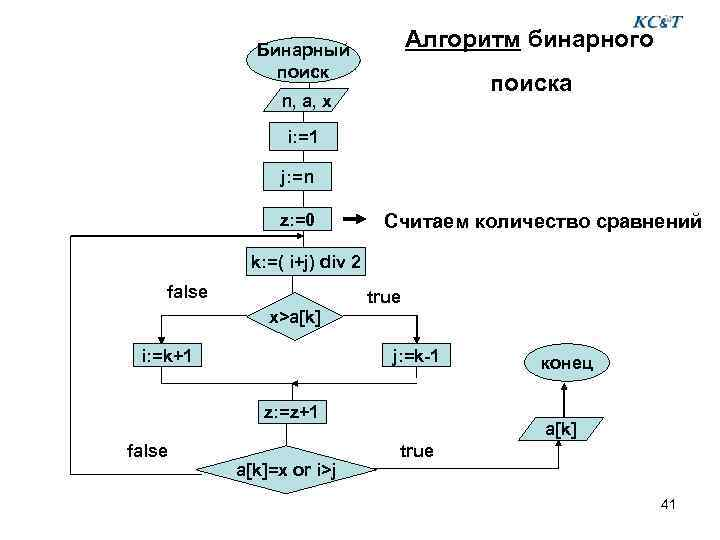 KC&T
Алгоритм бинарного
поиска
Бинарный
поиск
n, a, x
i:=1
j:=n
z:=0
Считаем количество сравнений
k:=( i+j) div 2
false
true
x>a[k]
i:=k+1
j:=k-1
конец
z:=z+1
a[k]
false
true
a[k]=x or i>j
41